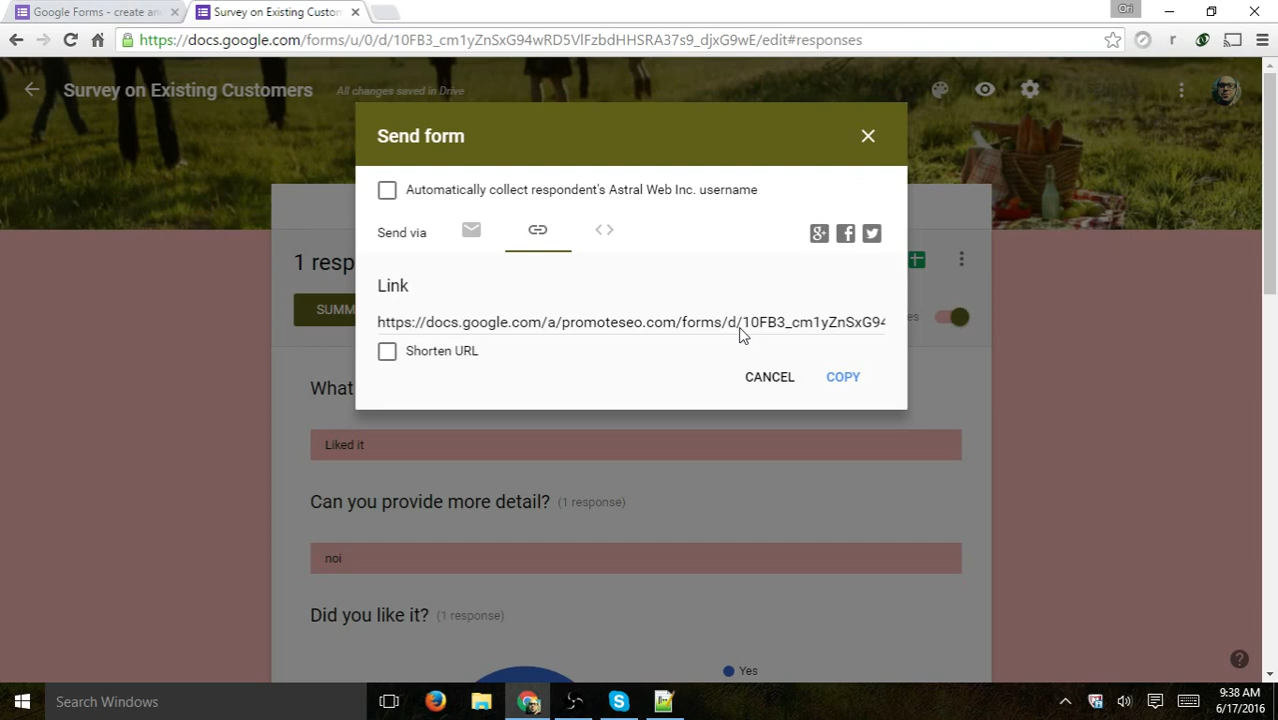 Google Forms - create an
Survey on Existing Custom
Ori
https://docs.google.com/forms/u/0/d/10FB3_cm1yZnSxG94wRD5VlFzbdHHSRA37s9_djxG9wE/edit#responses
Survey on Existing Customers
All changes saved in Drive
Send form
Automatically collect respondent's Astral Web Inc. username
Send via
1 resp
Link
SUMM
es
https://docs.google.com/a/promoteseo.com/forms/d/10FB3_cm1yZnSxG94
Shorten URL
CANCEL
COPY
What
Liked it
Can you provide more detail? (1 response)
noi
Did you like it? (1 response)
Yes
Search Windows
9:38 AM
6/17/2016